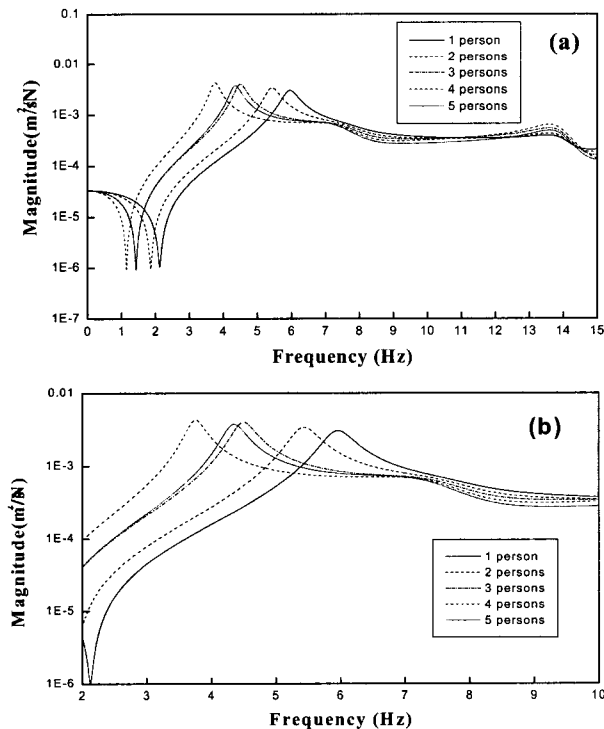 0.1
0.01
1E-3
1E-4
1E-5
1E-6
1E-7
Magnitude(m²/sN)
(a)
1 person
2 persons
3 persons
4 persons
5 persons
0 1 2 3 4 5 6 7 8 9 10 11 12 13 14 15
Frequency (Hz)
0.01
1E-3
1E-4
1E-5
1E-6
(b)
1 person
2 persons
3 persons
4 persons
5 persons
2 3 4 5 6 7 8 9 10
Frequency (Hz)